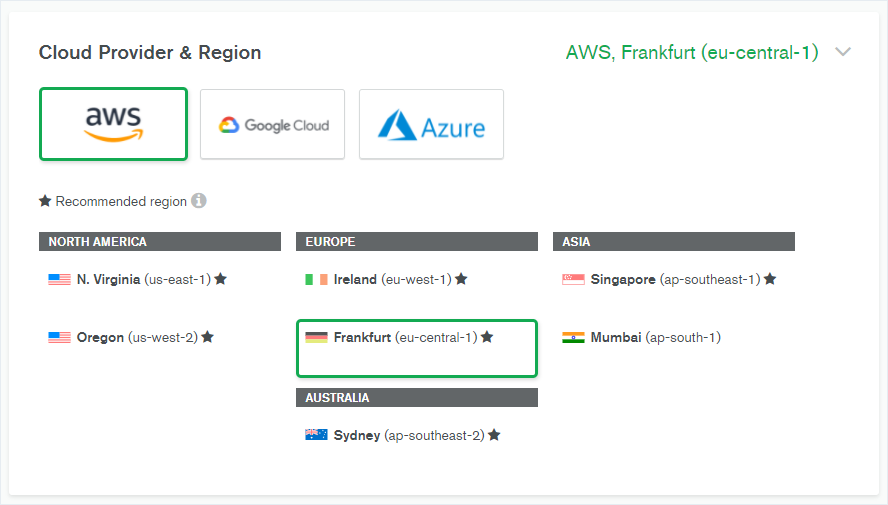 Cloud Provider & Region
AWS, Frankfurt (eu-central-1)
aws
Google Cloud
Azure
★ Recommended region i
NORTH AMERICA
N. Virginia (us-east-1) ★
Oregon (us-west-2) ★
EUROPE
Ireland (eu-west-1) ★
Frankfurt (eu-central-1) ★
AUSTRALIA
Sydney (ap-southeast-2) ★
ASIA
Singapore (ap-southeast-1) ★
Mumbai (ap-south-1)